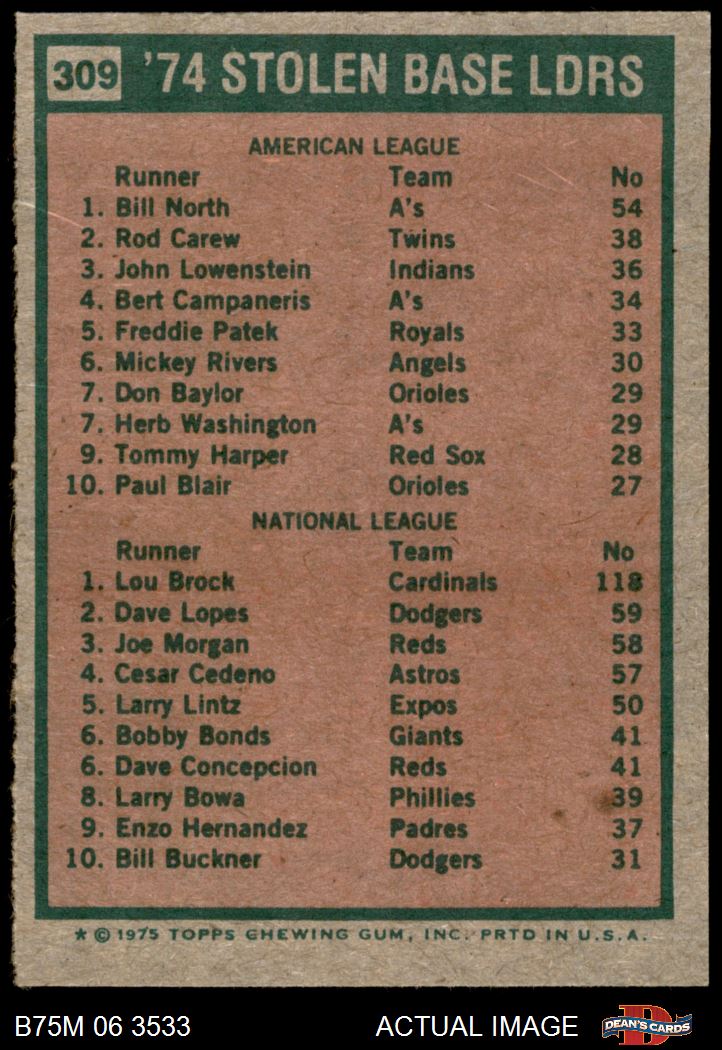 309 '74 STOLEN BASE LDRS
AMERICAN LEAGUE
Runner Team No
1. Bill North A's 54
2. Rod Carew Twins 38
3. John Lowenstein Indians 36
4. Bert Campaneris A's 34
5. Freddie Patek Royals 33
6. Mickey Rivers Angels 30
7. Don Baylor Orioles 29
7. Herb Washington A's 29
9. Tommy Harper Red Sox 28
10. Paul Blair Orioles 27
NATIONAL LEAGUE
Runner Team No
1. Lou Brock Cardinals 118
2. Dave Lopes Dodgers 59
3. Joe Morgan Reds 58
4. Cesar Cedeno Astros 57
5. Larry Lintz Expos 50
6. Bobby Bonds Giants 41
6. Dave Concepcion Reds 41
8. Larry Bowa Phillies 39
9. Enzo Hernandez Padres 37
10. Bill Buckner Dodgers 31
* © 1975 TOPPS CHEWING GUM, INC. PRTD IN U.S.A.
B75M 06 3533 ACTUAL IMAGE D DEAN'S CARDS